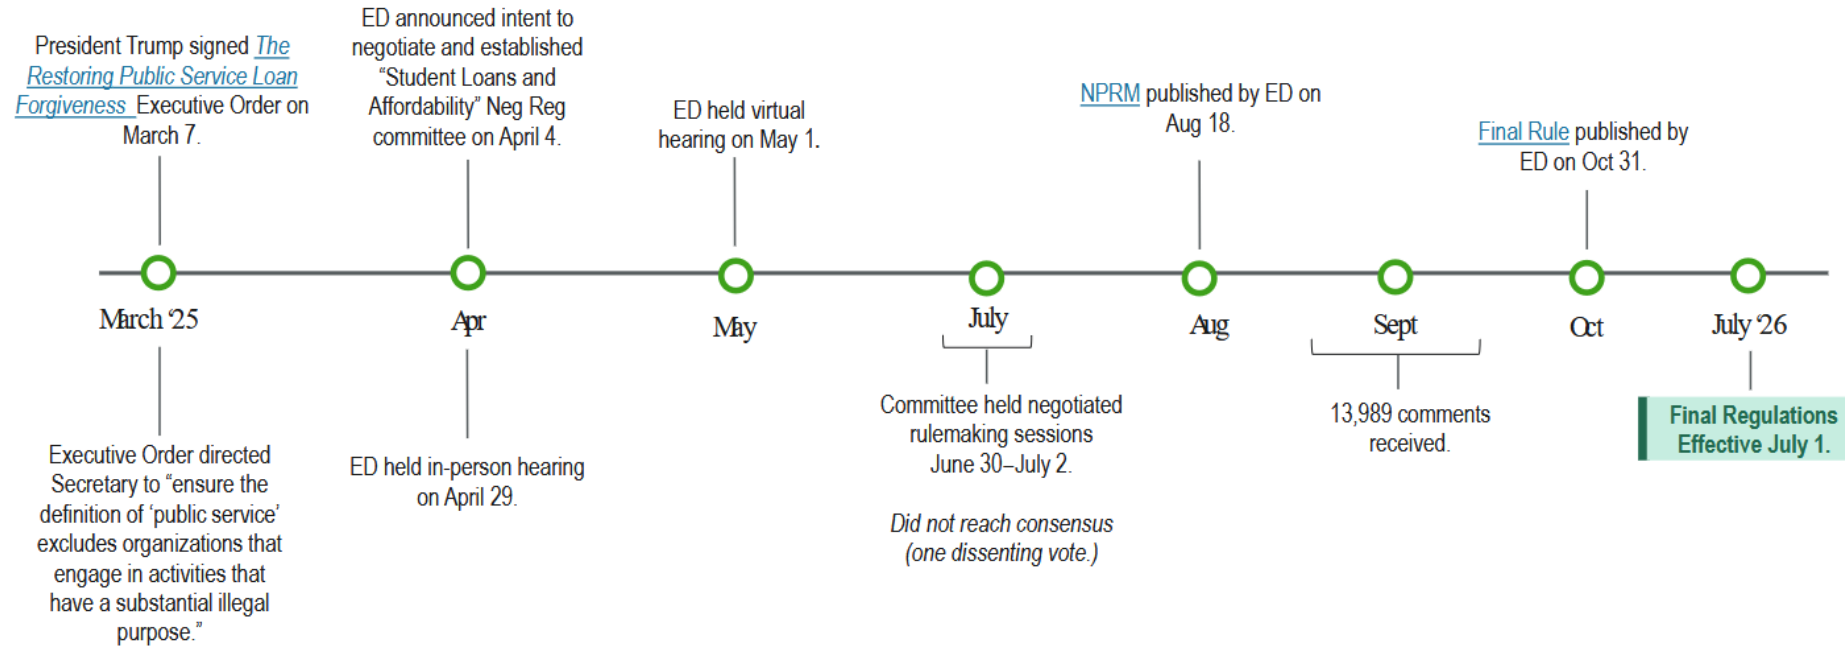 President Trump signed The
Restoring Public Service Loan
Forgiveness Executive Order on
March 7.
ED announced intent to
negotiate and established
“Student Loans and
Affordability” Neg Reg
committee on April 4.
ED held virtual
hearing on May 1.
NPRM published by ED on
Aug 18.
Final Rule published by
ED on Oct 31.
March ‘25
Apr
May
July
Aug
Sept
Oct
July ‘26
Executive Order directed
Secretary to “ensure the
definition of ‘public service’
excludes organizations that
engage in activities that
have a substantial illegal
purpose.”
ED held in-person hearing
on April 29.
Committee held negotiated
rulemaking sessions
June 30–July 2.
Did not reach consensus
(one dissenting vote.)
13,989 comments
received.
Final Regulations
Effective July 1.